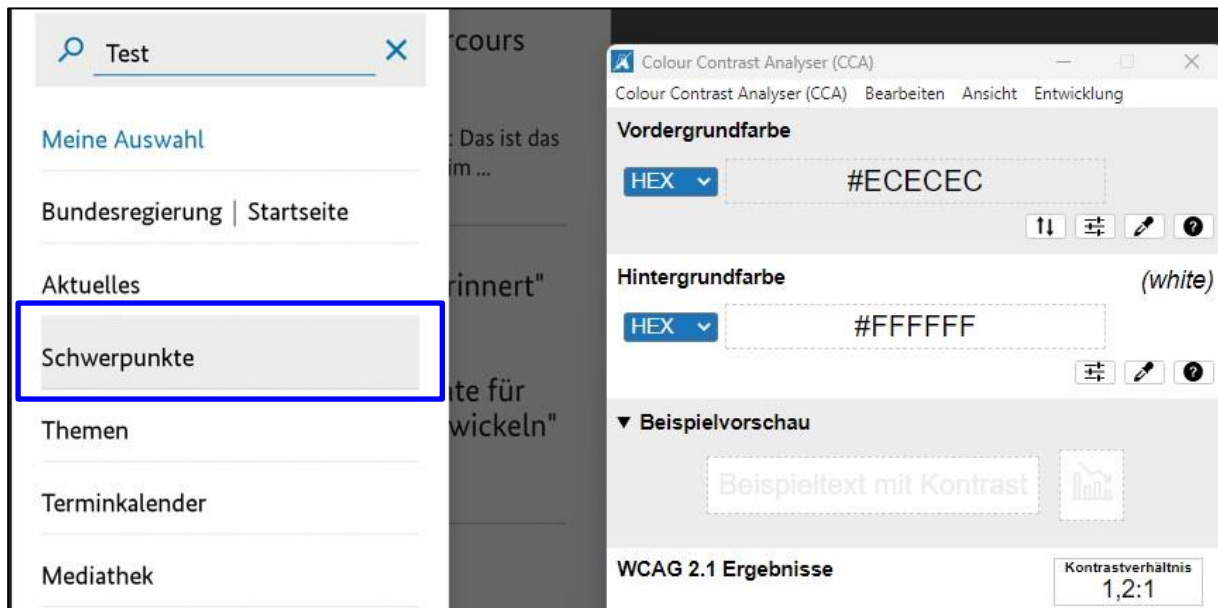 Test
Meine Auswahl
Bundesregierung | Startseite
Aktuelles
Schwerpunkte
Themen
Terminkalender
Mediathek
rcours
: Das ist das
im ...
rinnert"
te für
wickeln"
Colour Contrast Analyser (CCA)
Colour Contrast Analyser (CCA) Bearbeiten Ansicht Entwicklung
Vordergrundfarbe
HEX #ECECEC
Hintergrundfarbe (white)
HEX #FFFFFF
▼ Beispielvorschau
Beispieltext mit Kontrast
WCAG 2.1 Ergebnisse
Kontrastverhältnis
1,2:1